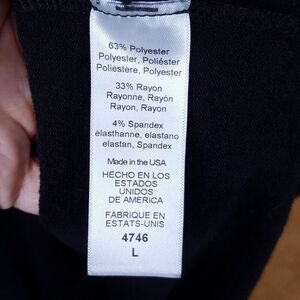 63% Polyester
Polyester, Poliéster
Poliestere, Polyester
33% Rayon
Rayonne, Rayón
Rayon, Rayon
4% Spandex
élasthanne, elastano
elastan, Spandex
Made in the USA
HECHO EN LOS
ESTADOS
UNIDOS
DE AMERICA
FABRIQUE EN
ESTATS-UNIS
4746
L